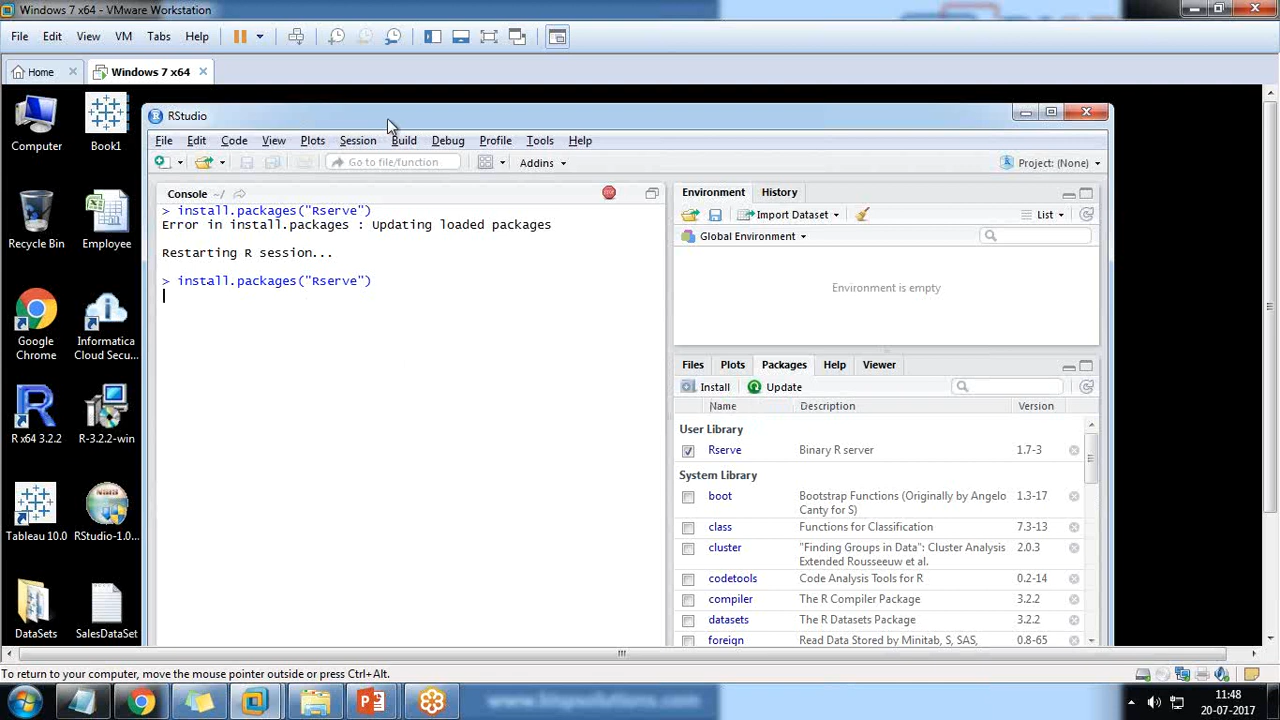 Windows 7 x64 - VMware Workstation
File Edit View VM Tabs Help
Home Windows 7 x64
Computer Book1
Recycle Bin Employee
Google Chrome
Informatica Cloud Secu...
R x64 3.2.2 R-3.2.2-win
Tableau 10.0 RStudio-1.0...
DataSets SalesDataSet
RStudio
File Edit Code View Plots Session Build Debug Profile Tools Help
Go to file/function Addins Project: (None)
Console ~/
> install.packages("Rserve")
Error in install.packages : Updating loaded packages
Restarting R session...
> install.packages("Rserve")
Environment History
Import Dataset List
Global Environment
Environment is empty
Files Plots Packages Help Viewer
Install Update
Name Description Version
User Library
Rserve Binary R server 1.7-3
System Library
boot Bootstrap Functions (Originally by Angelo Canty for S) 1.3-17
class Functions for Classification 7.3-13
cluster "Finding Groups in Data": Cluster Analysis Extended Rousseeuw et al. 2.0.3
codetools Code Analysis Tools for R 0.2-14
compiler The R Compiler Package 3.2.2
datasets The R Datasets Package 3.2.2
foreign Read Data Stored by Minitab, S, SAS, 0.8-65
To return to your computer, move the mouse pointer outside or press Ctrl+Alt.
11:48
20-07-2017